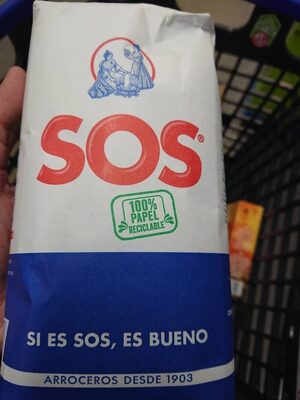 SOS®
100%
PAPEL
RECICLABLE
SI ES SOS, ES BUENO
ARROCEROS DESDE 1903